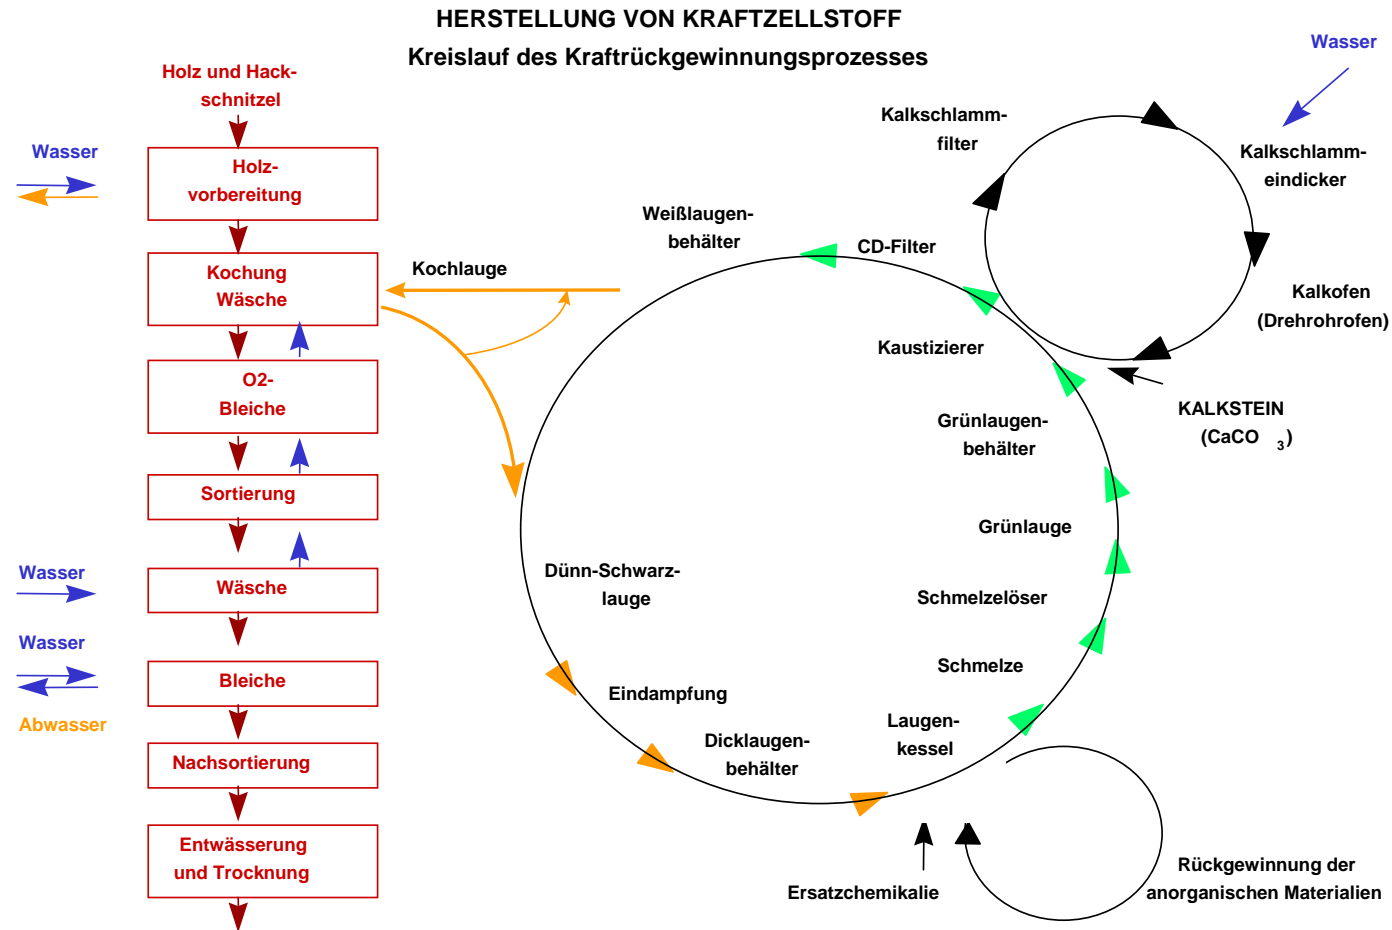 HERSTELLUNG VON KRAFTZELLSTOFF
Kreislauf des Kraftrückgewinnungsprozesses
Holz und Hack-
schnitzel
Wasser
Holz-
vorbereitung
Kochung
Wäsche
O2-
Bleiche
Sortierung
Wasser
Wäsche
Wasser
Bleiche
Abwasser
Nachsortierung
Entwässerung
und Trocknung
Kochlauge
Weißlaugen-
behälter
CD-Filter
Kaustizierer
Grünlaugen-
behälter
Grünlauge
Schmelzelöser
Schmelze
Laugen-
kessel
Dicklaugen-
behälter
Eindampfung
Dünn-Schwarz-
lauge
Kalkschlamm-
filter
Wasser
Kalkschlamm-
eindicker
Kalkofen
(Drehrohrofen)
KALKSTEIN
(CaCO3)
Ersatzchemikalie
Rückgewinnung der
anorganischen Materialien